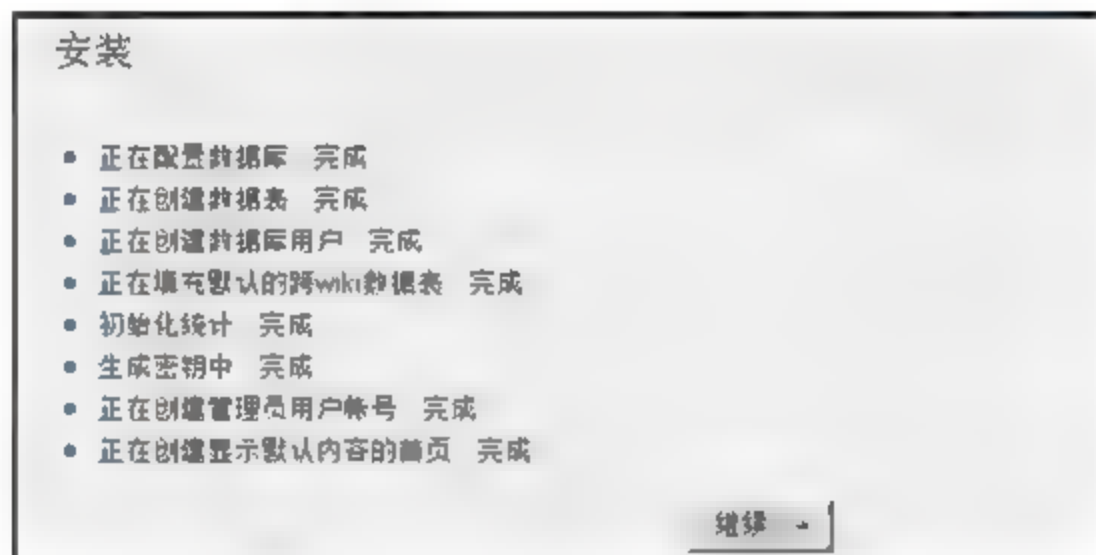 安装
正在配置数据库 完成
正在创建数据表 完成
正在创建数据库用户 完成
正在填充默认的跨wiki数据表 完成
初始化统计 完成
生成密钥中 完成
正在创建管理员用户帐号 完成
正在创建显示默认内容的首页 完成
继续 →